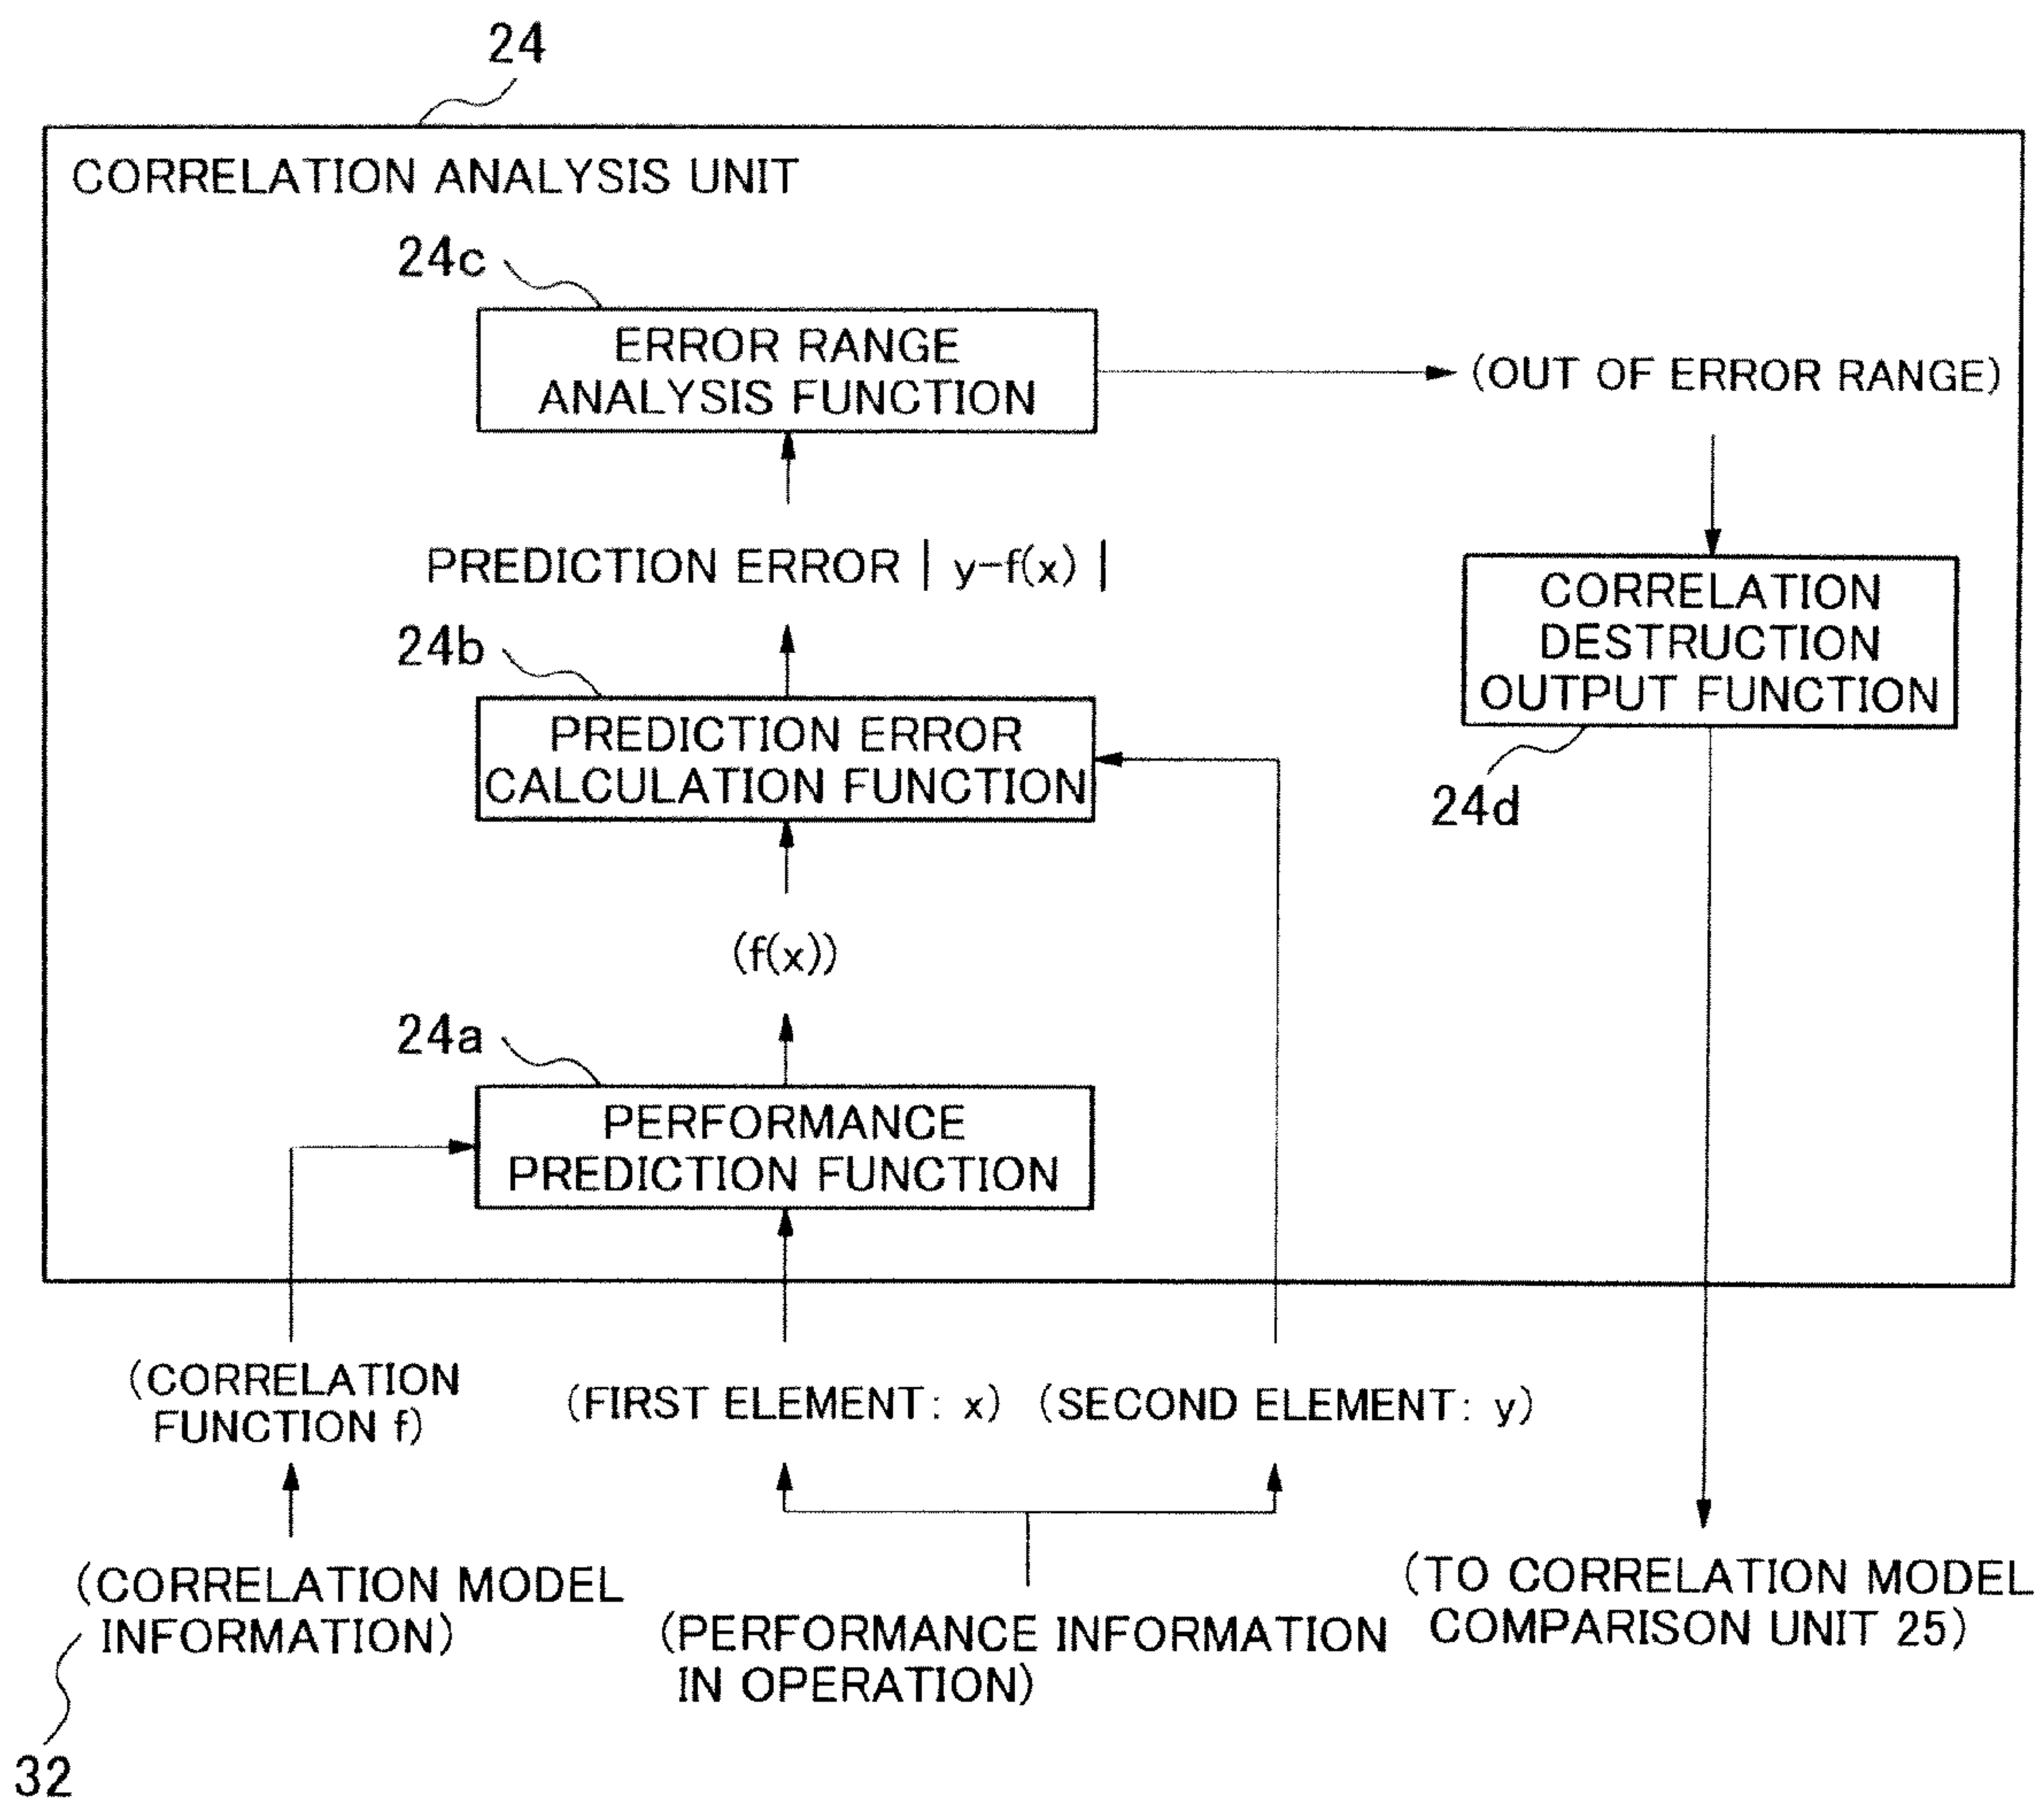 24
CORRELATION ANALYSIS UNIT
24c
ERROR RANGE
ANALYSIS FUNCTION
(OUT OF ERROR RANGE)
PREDICTION ERROR | y-f(x) |
24b
PREDICTION ERROR
CALCULATION FUNCTION
CORRELATION
DESTRUCTION
OUTPUT FUNCTION
24d
(f(x))
24a
PERFORMANCE
PREDICTION FUNCTION
(CORRELATION
FUNCTION f)
(FIRST ELEMENT: x)
(SECOND ELEMENT: y)
(CORRELATION MODEL
INFORMATION)
32
(PERFORMANCE INFORMATION
IN OPERATION)
(TO CORRELATION MODEL
COMPARISON UNIT 25)